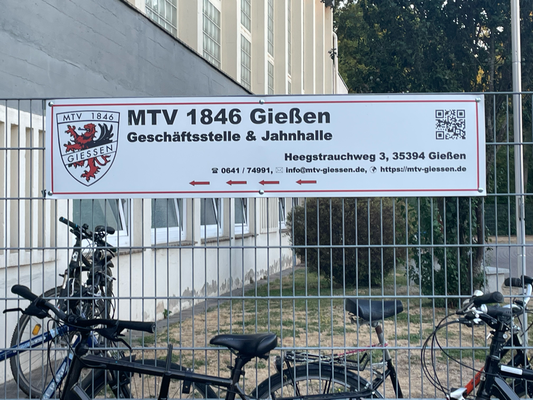 MTV 1846
GIESSEN
MTV 1846 Gießen
Geschäftsstelle & Jahnhalle
Heegstrauchweg 3, 35394 Gießen
☎ 0641 / 74991, ✉ info@mtv-giessen.de, https://mtv-giessen.de